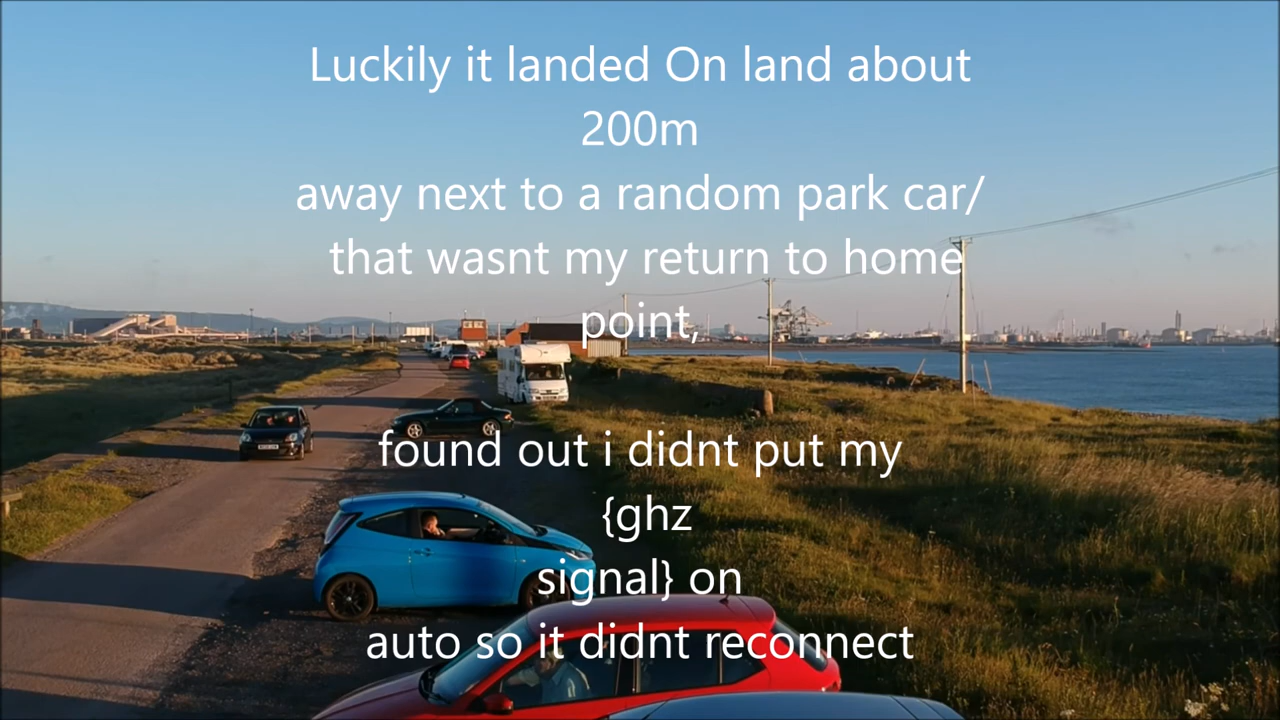 Luckily it landed On land about
200m
away next to a random park car/
that wasnt my return to home
point,
found out i didnt put my
{ghz
signal} on
auto so it didnt reconnect